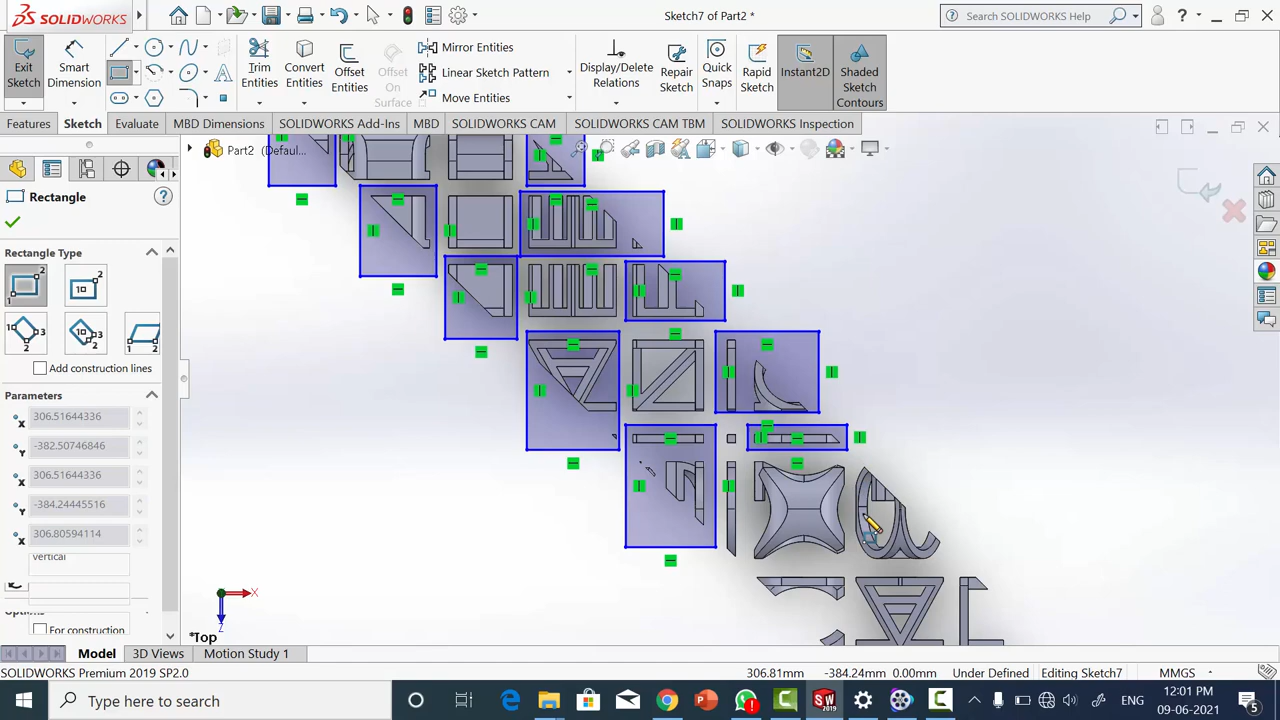 SOLIDWORKS
Sketch7 of Part2 *
Search SOLIDWORKS Help
Exit Sketch
Smart Dimension
Trim Entities
Convert Entities
Offset Entities
Offset On Surface
Mirror Entities
Linear Sketch Pattern
Move Entities
Display/Delete Relations
Repair Sketch
Quick Snaps
Rapid Sketch
Instant2D
Shaded Sketch Contours
Features
Sketch
Evaluate
MBD Dimensions
SOLIDWORKS Add-Ins
MBD
SOLIDWORKS CAM
SOLIDWORKS CAM TBM
SOLIDWORKS Inspection
Part2 (Defaul...
Rectangle
Rectangle Type
Add construction lines
Parameters
306.51644336
-382.50746846
306.51644336
-384.24455516
306.80594114
vertical
For construction
X
Z
*Top
Model
3D Views
Motion Study 1
SOLIDWORKS Premium 2019 SP2.0
306.81mm
-384.24mm
0.00mm
Under Defined
Editing Sketch7
MMGS
Type here to search
ENG
12:01 PM
09-06-2021